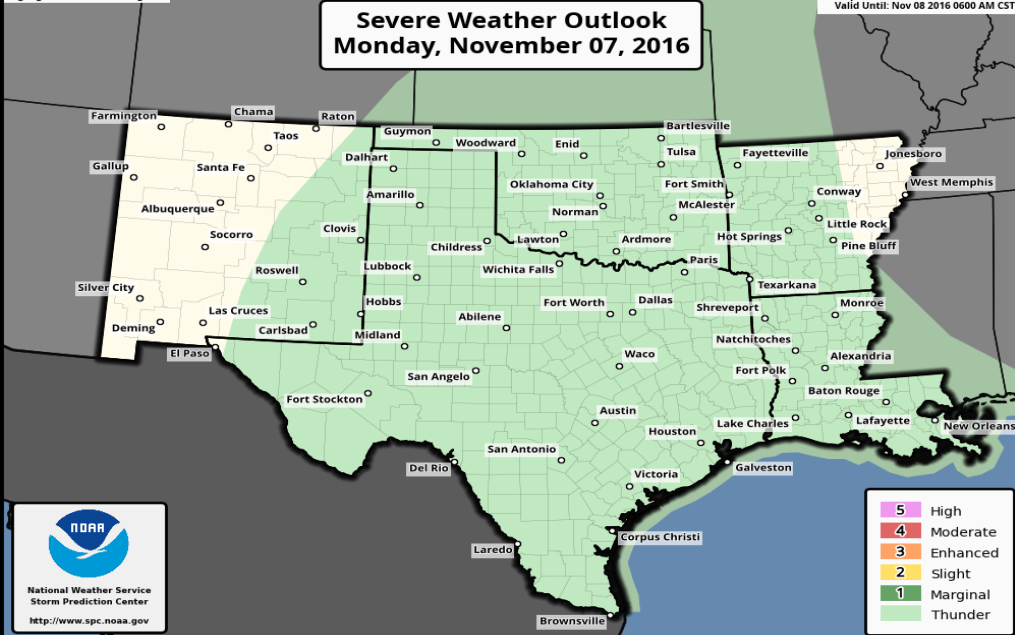 Valid Until: Nov 08 2016 0600 AM CST
Severe Weather Outlook
Monday, November 07, 2016
Farmington
Chama
Raton
Taos
Guymon
Woodward
Enid
Bartlesville
Tulsa
Fayetteville
Jonesboro
Gallup
Santa Fe
Dalhart
Oklahoma City
Fort Smith
Conway
West Memphis
Albuquerque
Amarillo
Norman
McAlester
Little Rock
Socorro
Clovis
Childress
Lawton
Ardmore
Hot Springs
Pine Bluff
Roswell
Lubbock
Wichita Falls
Paris
Texarkana
Silver City
Las Cruces
Hobbs
Fort Worth
Dallas
Shreveport
Monroe
Deming
Carlsbad
Midland
Abilene
Natchitoches
El Paso
San Angelo
Waco
Fort Polk
Alexandria
Fort Stockton
Austin
Baton Rouge
Houston
Lake Charles
Lafayette
New Orleans
Del Rio
San Antonio
Victoria
Galveston
Laredo
Corpus Christi
Brownsville
NOAA
National Weather Service
Storm Prediction Center
http://www.spc.noaa.gov
5 High
4 Moderate
3 Enhanced
2 Slight
1 Marginal
Thunder